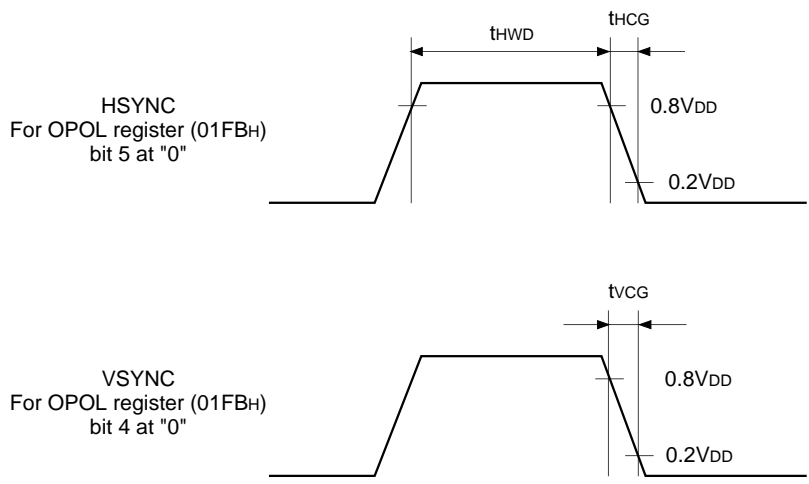 tHWD
tHCG
HSYNC
For OPOL register (01FBH)
bit 5 at "0"
0.8VDD
0.2VDD
tVCG
VSYNC
For OPOL register (01FBH)
bit 4 at "0"
0.8VDD
0.2VDD